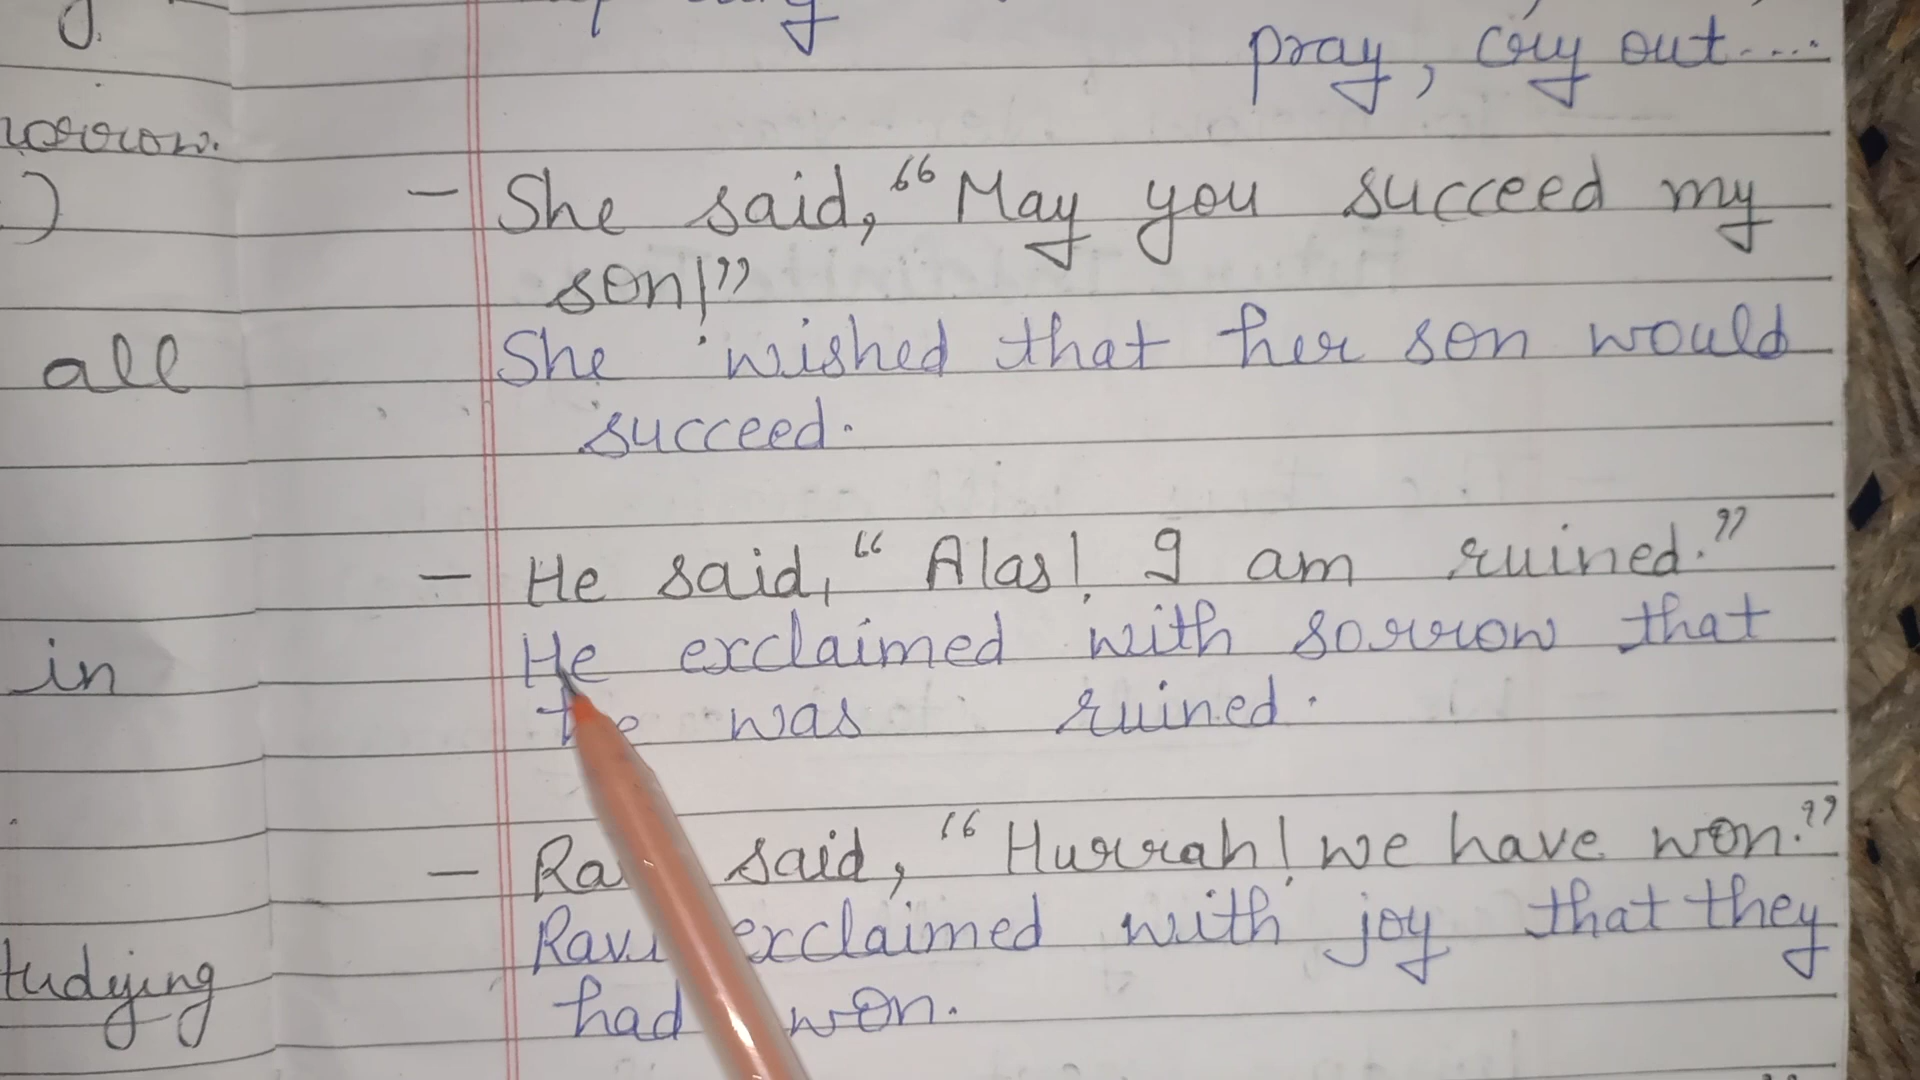 pray, cry out....
orrow.
)
- She said, "May you succeed my
son!"
She wished that her son would
all
succeed.
- He said, "Alas! I am ruined."
He exclaimed with sorrow that
in
was ruined.
- said, "Hurrah! we have won."
Ravi exclaimed with joy that they
tudying
had won.